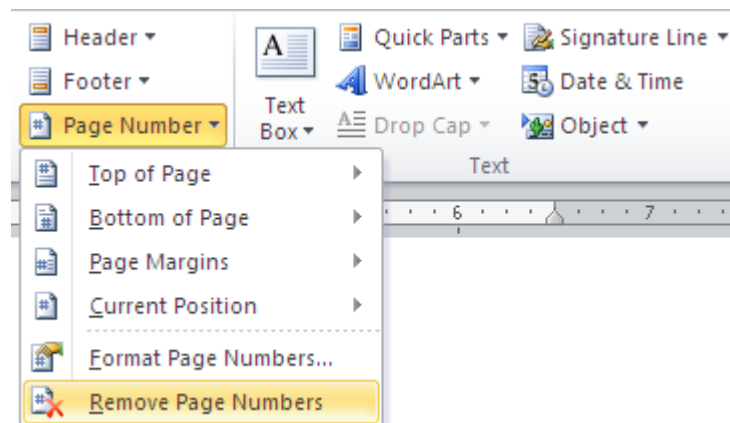 Header
Footer
Page Number
A
Text
Box
Quick Parts
WordArt
Drop Cap
Signature Line
Date & Time
Object
Text
6 7
Top of Page
Bottom of Page
Page Margins
Current Position
Format Page Numbers...
Remove Page Numbers